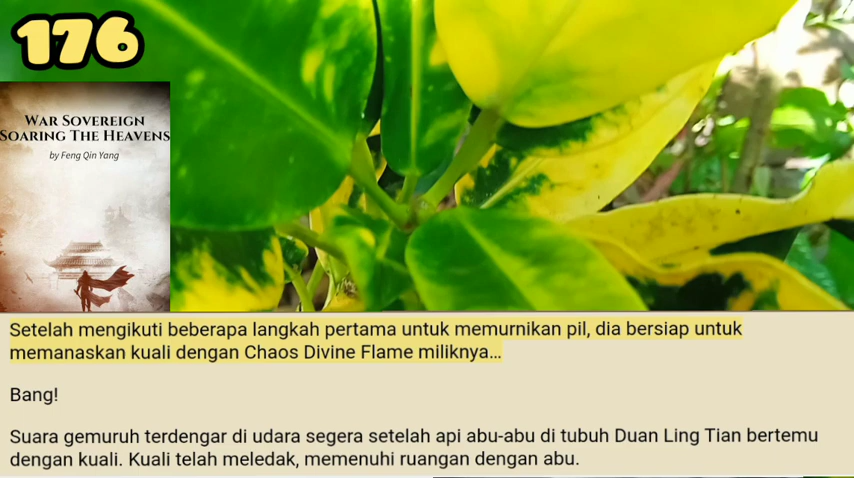 176
War Sovereign
Soaring The Heavens
by Feng Qin Yang
Setelah mengikuti beberapa langkah pertama untuk memurnikan pil, dia bersiap untuk
memanaskan kuali dengan Chaos Divine Flame miliknya...
Bang!
Suara gemuruh terdengar di udara segera setelah api abu-abu di tubuh Duan Ling Tian bertemu
dengan kuali. Kuali telah meledak, memenuhi ruangan dengan abu.